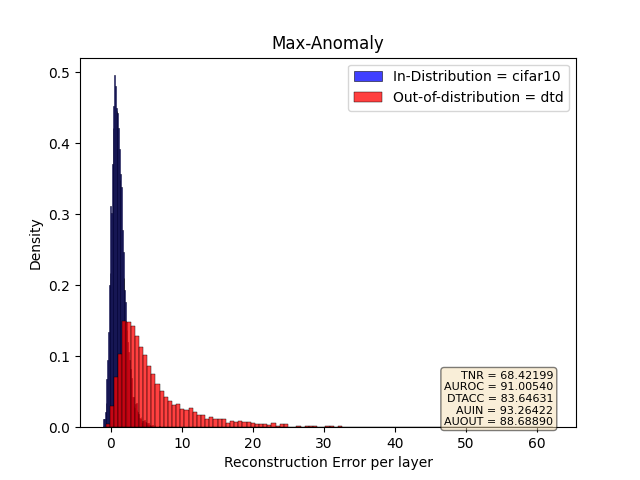 Max-Anomaly
In-Distribution = cifar10
Out-of-distribution = dtd
Density
0.5
0.4
0.3
0.2
0.1
0.0
TNR = 68.42199
AUROC = 91.00540
DTACC = 83.64631
AUIN = 93.26422
AUOUT = 88.68890
0 10 20 30 40 50 60
Reconstruction Error per layer